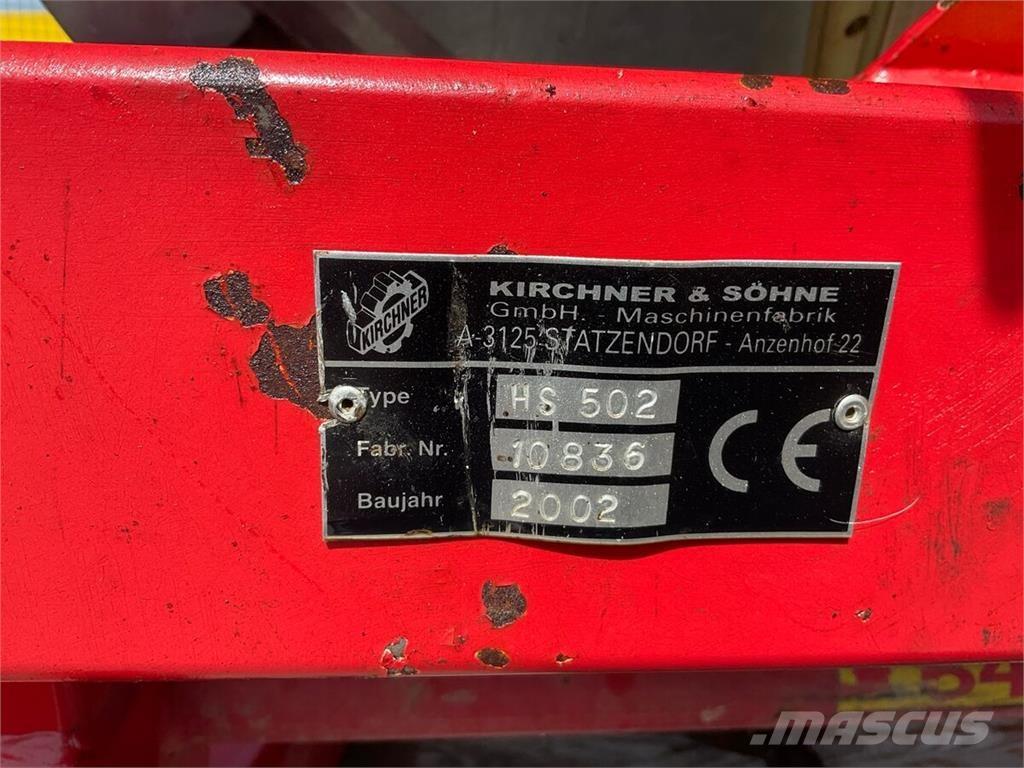 KIRCHNER
KIRCHNER & SÖHNE
GmbH. - Maschinenfabrik
A-3125 STATZENDORF - Anzenhof 22
Type HS 502
Fabr. Nr. 10836
Baujahr 2002
CE
MASCUS